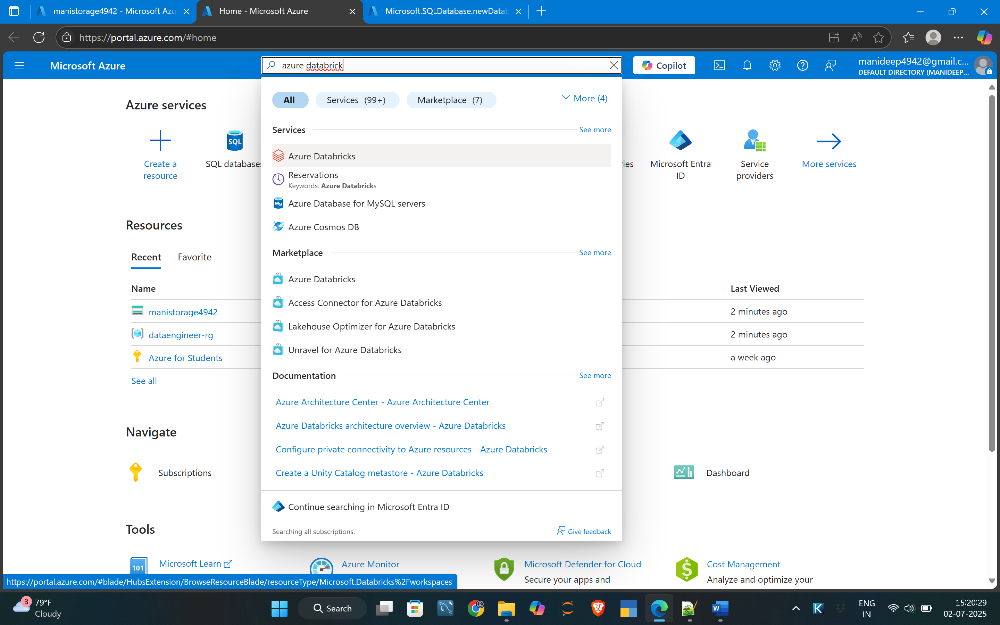 manistorage4942 - Microsoft Azu
Home - Microsoft Azure
Microsoft.SQLDatabase.newDatab
https://portal.azure.com/#home
Microsoft Azure
azure databrick
Copilot
manideep4942@gmail.c...
DEFAULT DIRECTORY (MANIDEEP...
All
Services (99+)
Marketplace (7)
More (4)
Azure services
Create a
resource
SQL databases
ies
Microsoft Entra
ID
Service
providers
More services
Services
See more
Azure Databricks
Reservations
Keywords: Azure Databricks
Azure Database for MySQL servers
Azure Cosmos DB
Marketplace
See more
Azure Databricks
Access Connector for Azure Databricks
Lakehouse Optimizer for Azure Databricks
Unravel for Azure Databricks
Documentation
See more
Azure Architecture Center - Azure Architecture Center
Azure Databricks architecture overview - Azure Databricks
Configure private connectivity to Azure resources - Azure Databricks
Create a Unity Catalog metastore - Azure Databricks
Continue searching in Microsoft Entra ID
Searching all subscriptions.
Give feedback
Resources
Recent
Favorite
Name
Last Viewed
manistorage4942
2 minutes ago
dataengineer-rg
2 minutes ago
Azure for Students
a week ago
See all
Navigate
Subscriptions
Dashboard
Tools
101
Microsoft Learn
Azure Monitor
Microsoft Defender for Cloud
Secure your apps and
Cost Management
Analyze and optimize your
https://portal.azure.com/#blade/HubsExtension/BrowseResourceBlade/resourceType/Microsoft.Databricks%2Fworkspaces
3
79°F
Cloudy
Search
ENG
IN
15:20:29
02-07-2025